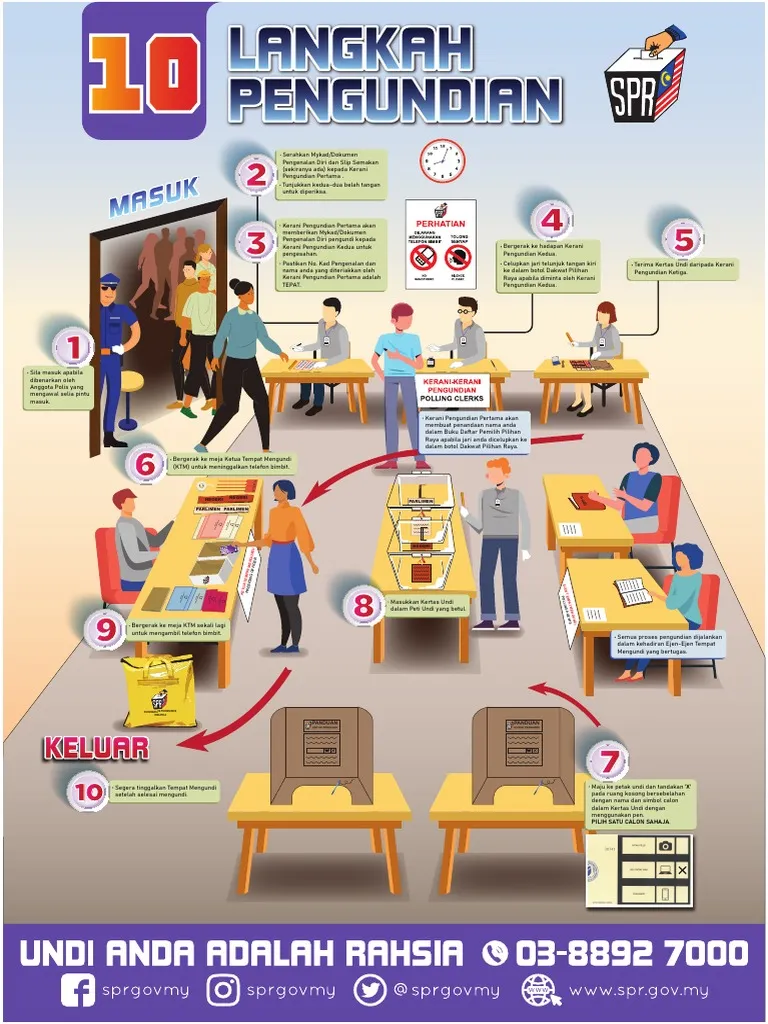 10
LANGKAH
PENGUNDIAN
SPR
MASUK
1
- Sila masuk apabila
dibenarkan oleh
Anggota Polis yang
mengawal selia pintu
masuk.
2
- Serahkan Mykad/Dokumen
Pengenalan Diri dan Slip Semakan
(sekiranya ada) kepada Kerani
Pengundian Pertama .
- Tunjukkan kedua-dua belah tangan
untuk diperiksa.
3
- Kerani Pengundian Pertama akan
memberikan Mykad/Dokumen
Pengenalan Diri pengundi kepada
Kerani Pengundian Kedua untuk
pengesahan.
- Pastikan No. Kad Pengenalan dan
nama anda yang diteriakkan oleh
Kerani Pengundian Pertama adalah
TEPAT.
PERHATIAN
DILARANG
MENGGUNAKAN
TELEFON BIMBIT
TOLONG
SENYAP
4
- Bergerak ke hadapan Kerani
Pengundian Kedua.
- Celupkan jari telunjuk tangan kiri
ke dalam botol Dakwat Pilihan
Raya apabila diminta oleh Kerani
Pengundian Kedua.
5
- Terima Kertas Undi daripada Kerani
Pengundian Ketiga.
KERANI-KERANI
PENGUNDIAN
POLLING CLERKS
- Kerani Pengundian Pertama akan
membuat penandaan nama anda
dalam Buku Daftar Pemilih Pilihan
Raya apabila jari anda dicelupkan ke
dalam botol Dakwat Pilihan Raya.
6
- Bergerak ke meja Ketua Tempat Mengundi
(KTM) untuk meninggalkan telefon bimbit.
PARLIMEN PARLIMEN
8
Masukkan Kertas Undi
dalam Peti Undi yang betul.
9
- Bergerak ke meja KTM sekali lagi
untuk mengambil telefon bimbit.
SPR
- Semua proses pengundian dijalankan
dalam kehadiran Ejen-Ejen Tempat
Mengundi yang bertugas.
KELUAR
10
- Segera tinggalkan Tempat Mengundi
setelah selesai mengundi.
PANDUAN
PANDUAN
7
- Maju ke petak undi dan tandakan 'X'
pada ruang kosong bersebelahan
dengan nama dan simbol calon
dalam Kertas Undi dengan
menggunakan pen.
PILIH SATU CALON SAHAJA
UNDI ANDA ADALAH RAHSIA 03-8892 7000
sprgovmy sprgovmy @sprgovmy www.spr.gov.my